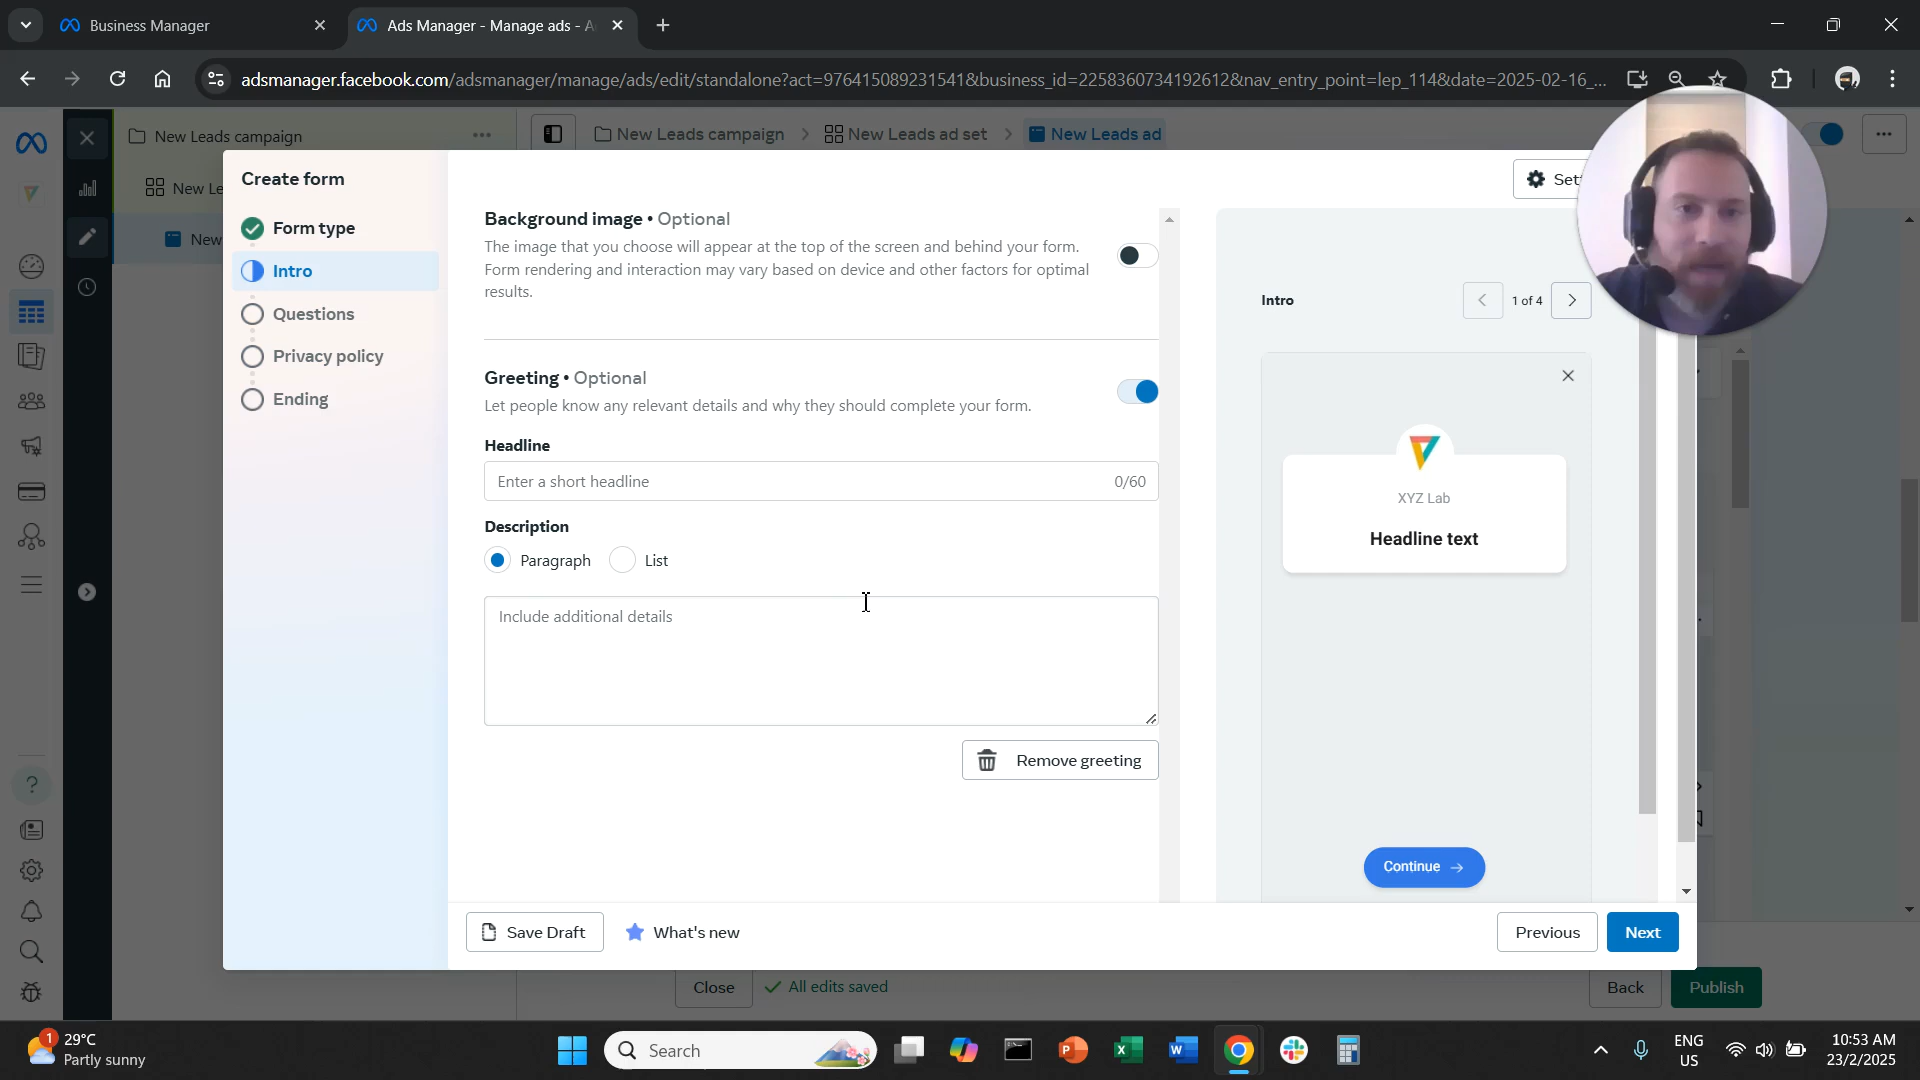 Business Manager
Ads Manager - Manage ads - A
adsmanager.facebook.com/adsmanager/manage/ads/edit/standalone?act=976415089231541&business_id=2258360734192612&nav_entry_point=lep_114&date=2025-02-16_...
New Leads campaign
New Leads campaign
New Leads ad set
New Leads ad
New Le
New
Create form
Form type
Intro
Questions
Privacy policy
Ending
Set
Background image • Optional
The image that you choose will appear at the top of the screen and behind your form.
Form rendering and interaction may vary based on device and other factors for optimal
results.
Greeting • Optional
Let people know any relevant details and why they should complete your form.
Headline
Enter a short headline
0/60
Description
Paragraph
List
Include additional details
Remove greeting
Intro
1 of 4
XYZ Lab
Headline text
Continue
Save Draft
What's new
Previous
Next
Close
All edits saved
Back
Publish
1
29°C
Partly sunny
Search
ENG
US
10:53 AM
23/2/2025